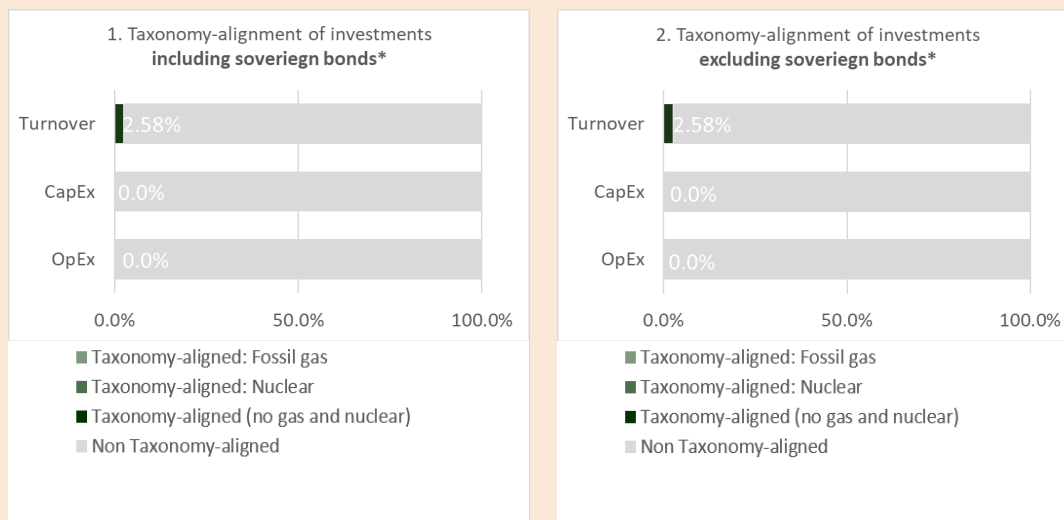 1. Taxonomy-alignment of investments
including soveriegn bonds*
Turnover
2.58%
CapEx
0.0%
OpEx
0.0%
0.0%
50.0%
100.0%
Taxonomy-aligned: Fossil gas
Taxonomy-aligned: Nuclear
Taxonomy-aligned (no gas and nuclear)
Non Taxonomy-aligned
2. Taxonomy-alignment of investments
excluding soveriegn bonds*
Turnover
2.58%
CapEx
0.0%
OpEx
0.0%
0.0%
50.0%
100.0%
Taxonomy-aligned: Fossil gas
Taxonomy-aligned: Nuclear
Taxonomy-aligned (no gas and nuclear)
Non Taxonomy-aligned